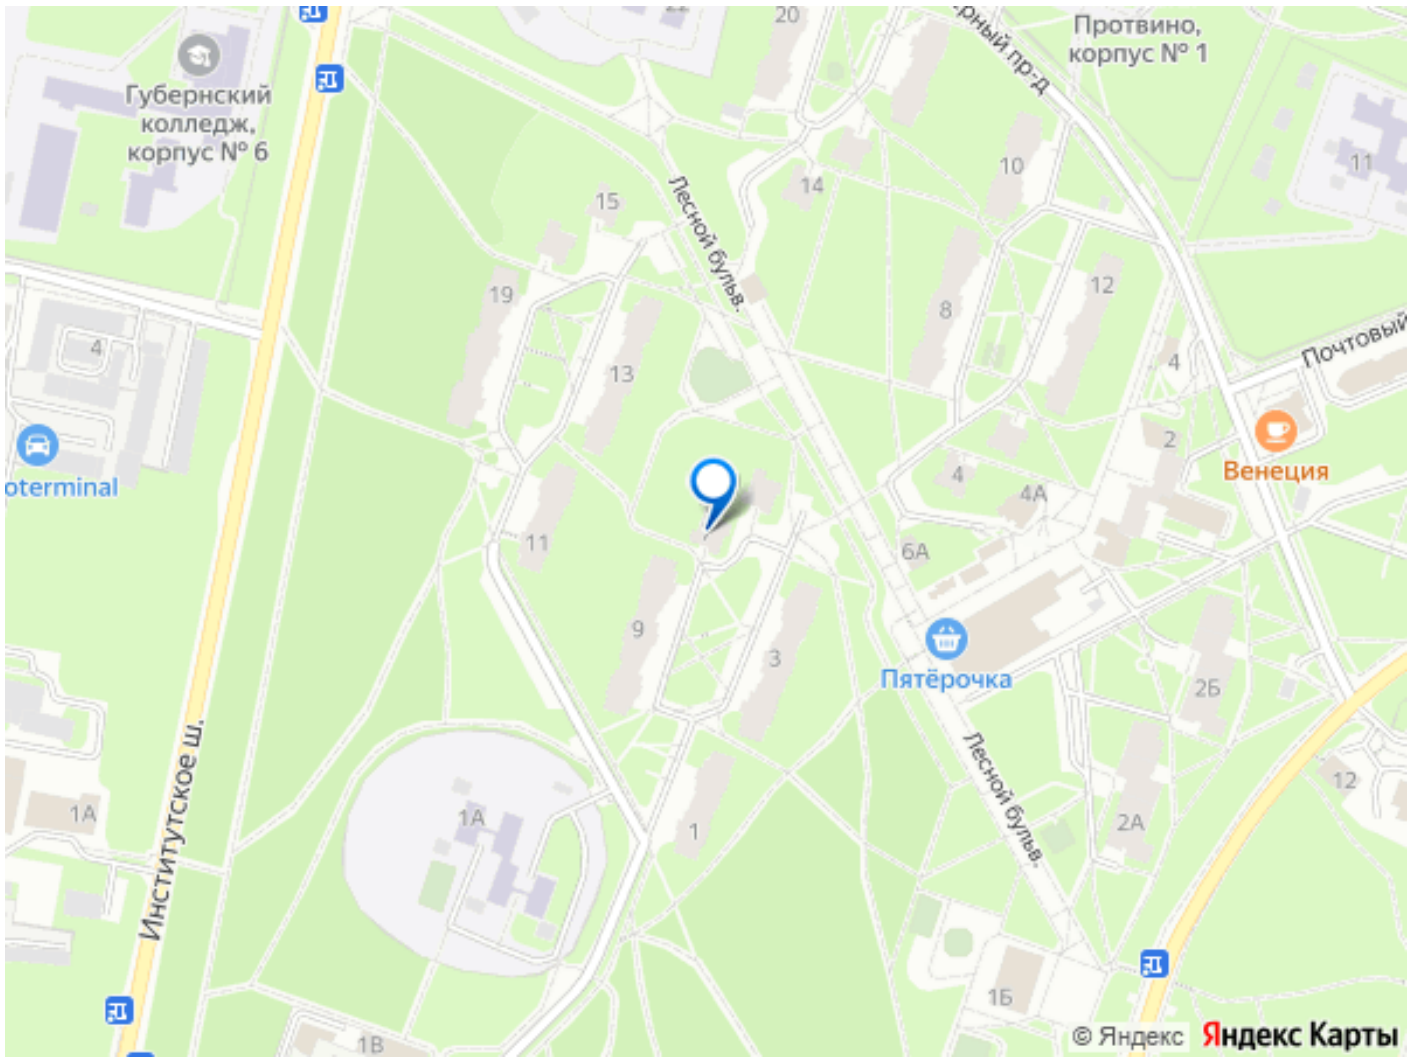 22
20
Протвино,
корпус № 1
рный пр-д
Губернский
колледж,
корпус № 6
10
11
14
15
Лесной бульв.
19
12
8
4
13
4
Почтовый
2
Венеция
oterminal
4
4А
11
6А
9
3
Пятёрочка
2Б
Институтское ш.
Лесной бульв.
12
1А
1А
1
2А
1Б
1В
© Яндекс
Яндекс Карты